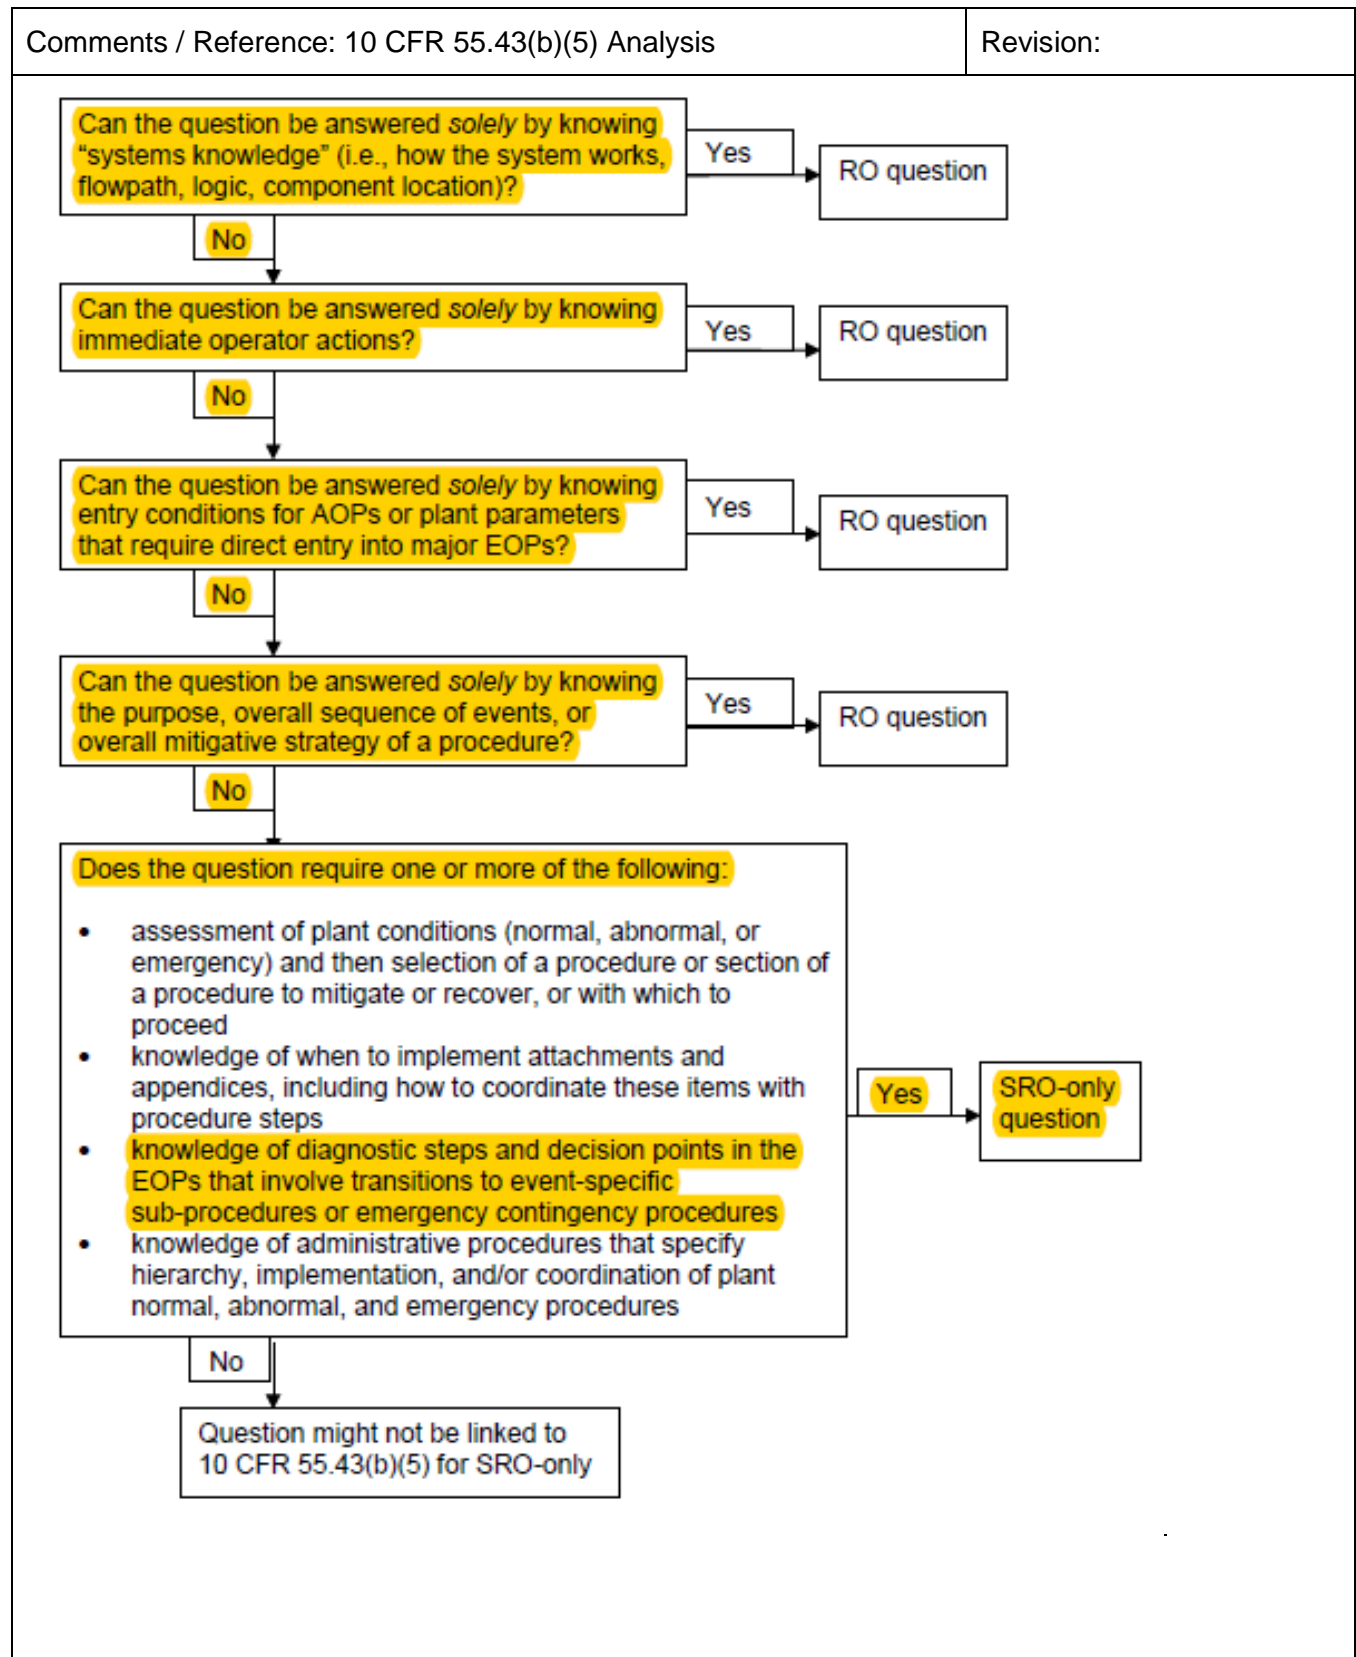 Comments / Reference: 10 CFR 55.43(b)(5) Analysis
Revision:
Can the question be answered solely by knowing
“systems knowledge” (i.e., how the system works,
flowpath, logic, component location)?
Yes
RO question
No
Can the question be answered solely by knowing
immediate operator actions?
Yes
RO question
No
Can the question be answered solely by knowing
entry conditions for AOPs or plant parameters
that require direct entry into major EOPs?
Yes
RO question
No
Can the question be answered solely by knowing
the purpose, overall sequence of events, or
overall mitigative strategy of a procedure?
Yes
RO question
No
Does the question require one or more of the following:
• assessment of plant conditions (normal, abnormal, or
emergency) and then selection of a procedure or section of
a procedure to mitigate or recover, or with which to
proceed
• knowledge of when to implement attachments and
appendices, including how to coordinate these items with
procedure steps
• knowledge of diagnostic steps and decision points in the
EOPs that involve transitions to event-specific
sub-procedures or emergency contingency procedures
• knowledge of administrative procedures that specify
hierarchy, implementation, and/or coordination of plant
normal, abnormal, and emergency procedures
Yes
SRO-only
question
No
Question might not be linked to
10 CFR 55.43(b)(5) for SRO-only